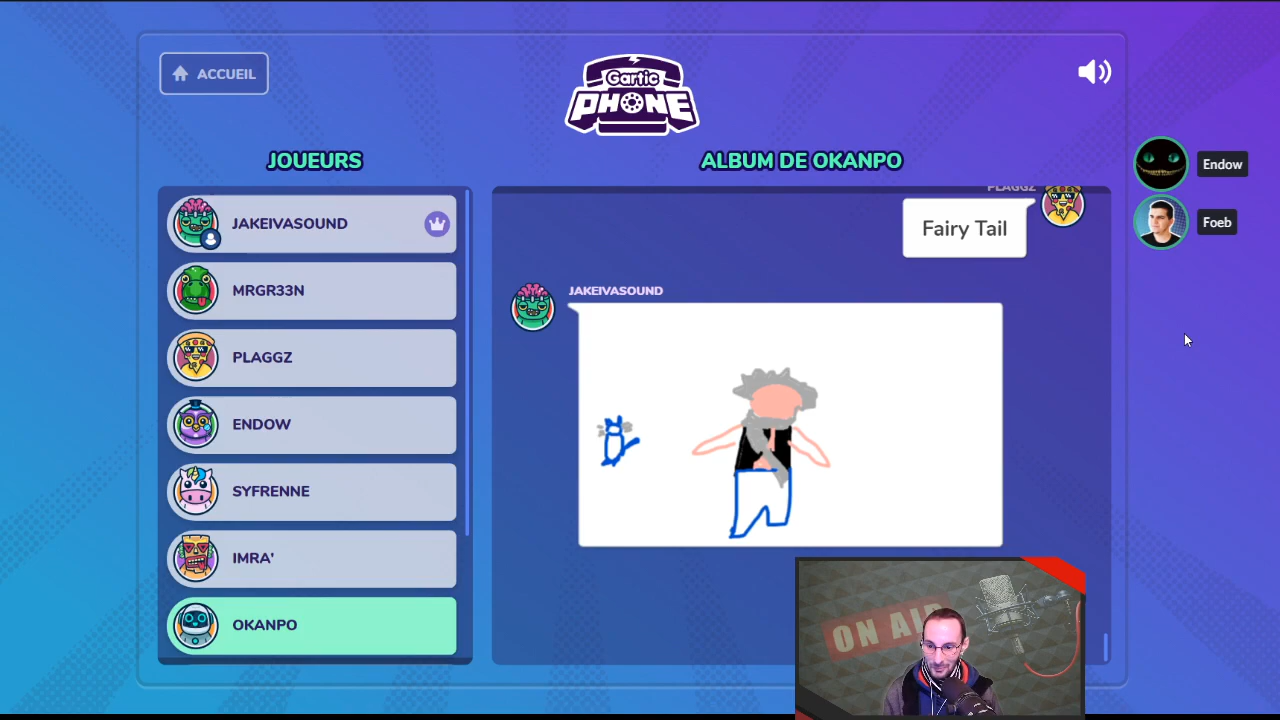 ACCUEIL
Gartic
PHONE
JOUEURS
ALBUM DE OKANPO
Endow
Foeb
JAKEIVASOUND
MRGR33N
PLAGGZ
ENDOW
SYFRENNE
IMRA'
OKANPO
PLAGGZ
Fairy Tail
JAKEIVASOUND
ON AIR